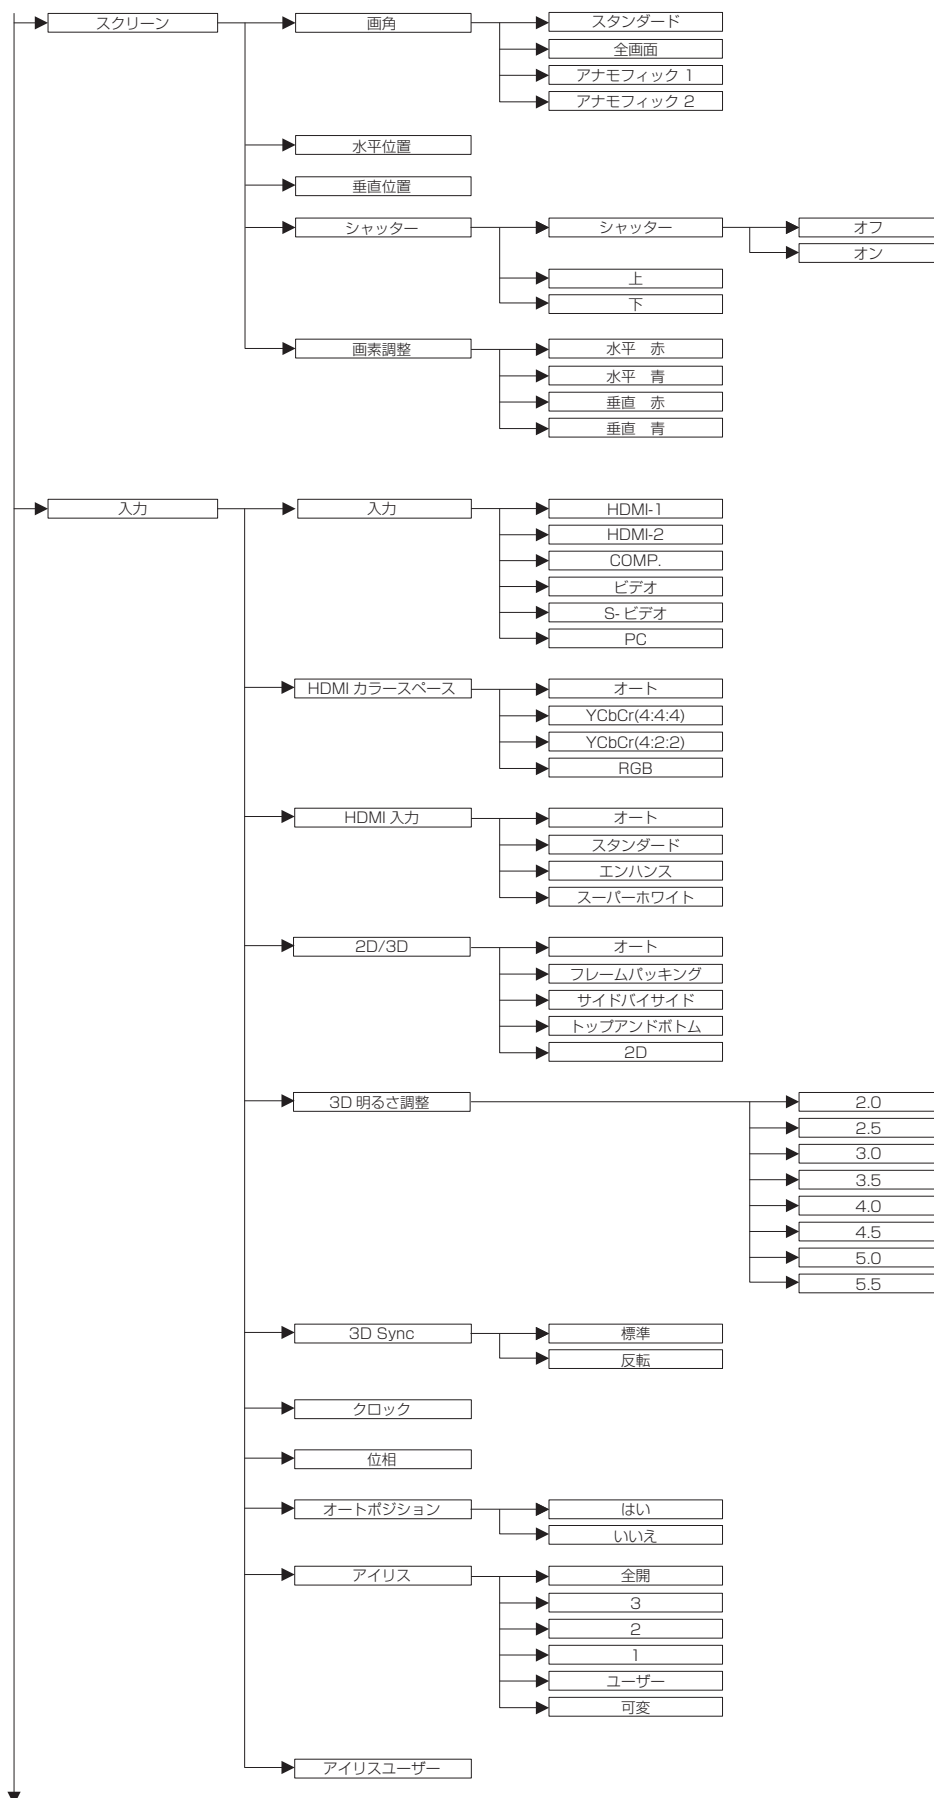 スクリーン
画角
スタンダード
全画面
アナモフィック 1
アナモフィック 2
水平位置
垂直位置
シャッター
シャッター
オフ
オン
上
下
画素調整
水平　赤
水平　青
垂直　赤
垂直　青
入力
入力
HDMI-1
HDMI-2
COMP.
ビデオ
S- ビデオ
PC
HDMI カラースペース
オート
YCbCr(4:4:4)
YCbCr(4:2:2)
RGB
HDMI 入力
オート
スタンダード
エンハンス
スーパーホワイト
2D/3D
オート
フレームパッキング
サイドバイサイド
トップアンドボトム
2D
3D 明るさ調整
2.0
2.5
3.0
3.5
4.0
4.5
5.0
5.5
3D Sync
標準
反転
クロック
位相
オートポジション
はい
いいえ
アイリス
全開
3
2
1
ユーザー
可変
アイリスユーザー